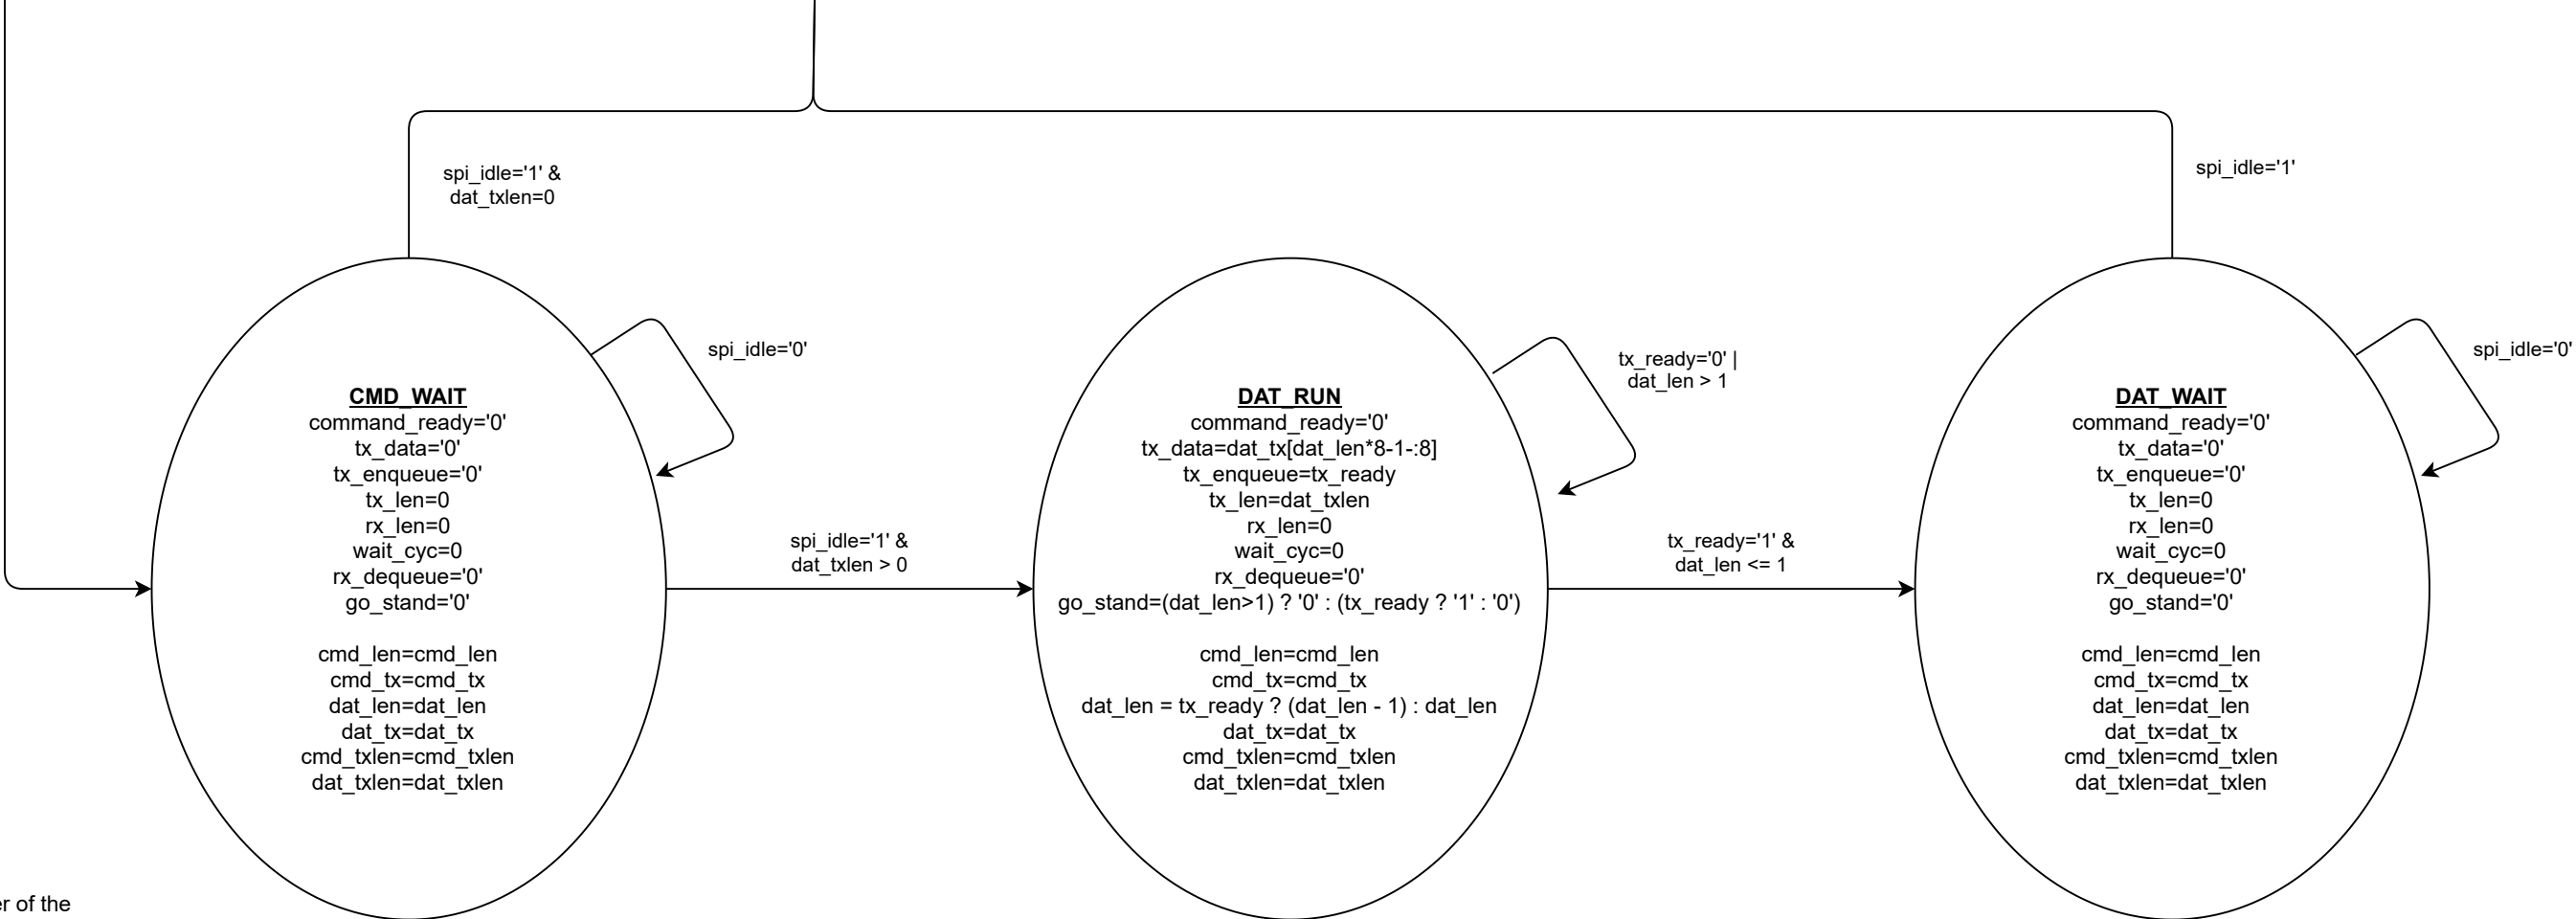 spi_idle='1' &
dat_txlen=0
spi_idle='1'
spi_idle='0'
tx_ready='0' |
dat_len > 1
spi_idle='0'
CMD_WAIT
command_ready='0'
tx_data='0'
tx_enqueue='0'
tx_len=0
rx_len=0
wait_cyc=0
rx_dequeue='0'
go_stand='0'
cmd_len=cmd_len
cmd_tx=cmd_tx
dat_len=dat_len
dat_tx=dat_tx
cmd_txlen=cmd_txlen
dat_txlen=dat_txlen
spi_idle='1' &
dat_txlen > 0
DAT_RUN
command_ready='0'
tx_data=dat_tx[dat_len*8-1-:8]
tx_enqueue=tx_ready
tx_len=dat_txlen
rx_len=0
wait_cyc=0
rx_dequeue='0'
go_stand=(dat_len>1) ? '0' : (tx_ready ? '1' : '0')
cmd_len=cmd_len
cmd_tx=cmd_tx
dat_len = tx_ready ? (dat_len - 1) : dat_len
dat_tx=dat_tx
cmd_txlen=cmd_txlen
dat_txlen=dat_txlen
tx_ready='1' &
dat_len <= 1
DAT_WAIT
command_ready='0'
tx_data='0'
tx_enqueue='0'
tx_len=0
rx_len=0
wait_cyc=0
rx_dequeue='0'
go_stand='0'
cmd_len=cmd_len
cmd_tx=cmd_tx
dat_len=dat_len
dat_tx=dat_tx
cmd_txlen=cmd_txlen
dat_txlen=dat_txlen
of the